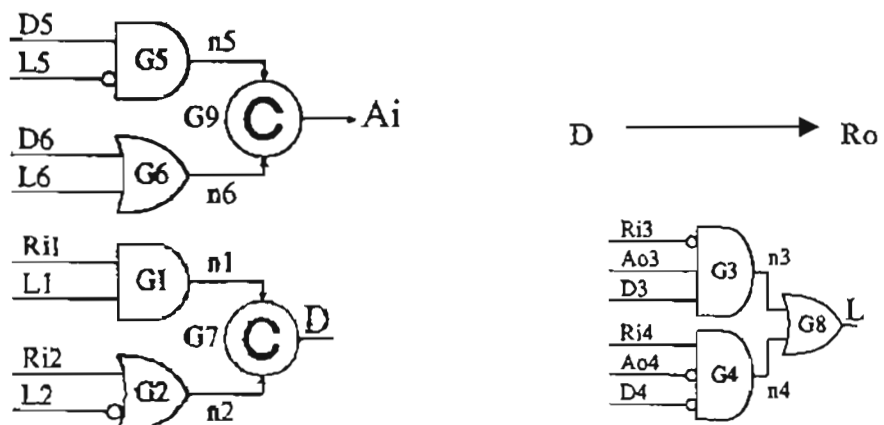 D5
n5
L5
G5
G9
C
Ai
D6
L6
G6
n6
D
Ro
Ri1
n1
L1
G1
G7
C
D
Ri2
L2
G2
n2
Ri3
Ao3
D3
G3
n3
G8
L
Ri4
Ao4
D4
G4
n4